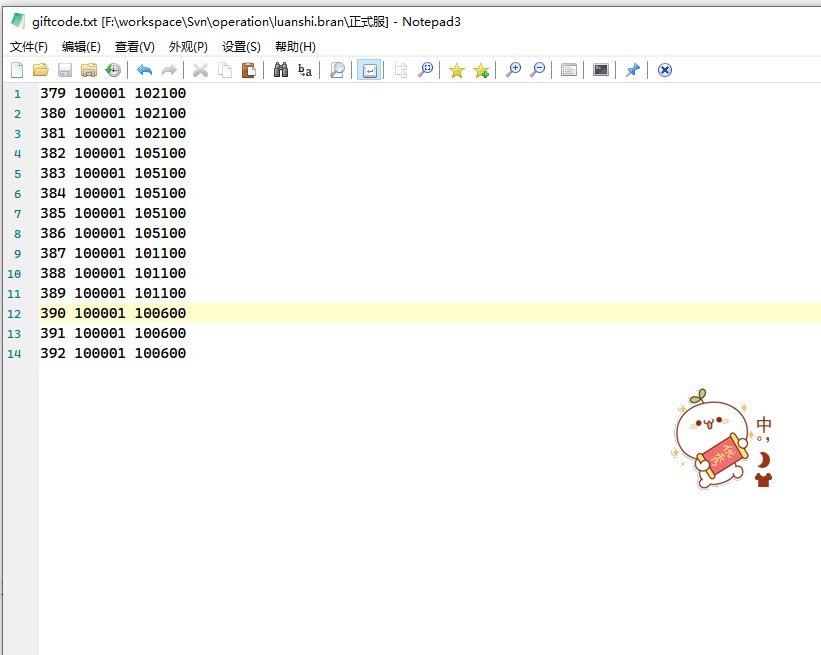 giftcode.txt [F:\workspace\Svn\operation\luanshi.bran\正式服] - Notepad3
文件(F) 编辑(E) 查看(V) 外观(P) 设置(S) 帮助(H)
1 379 100001 102100
2 380 100001 102100
3 381 100001 102100
4 382 100001 105100
5 383 100001 105100
6 384 100001 105100
7 385 100001 105100
8 386 100001 105100
9 387 100001 101100
10 388 100001 101100
11 389 100001 101100
12 390 100001 100600
13 391 100001 100600
14 392 100001 100600
中